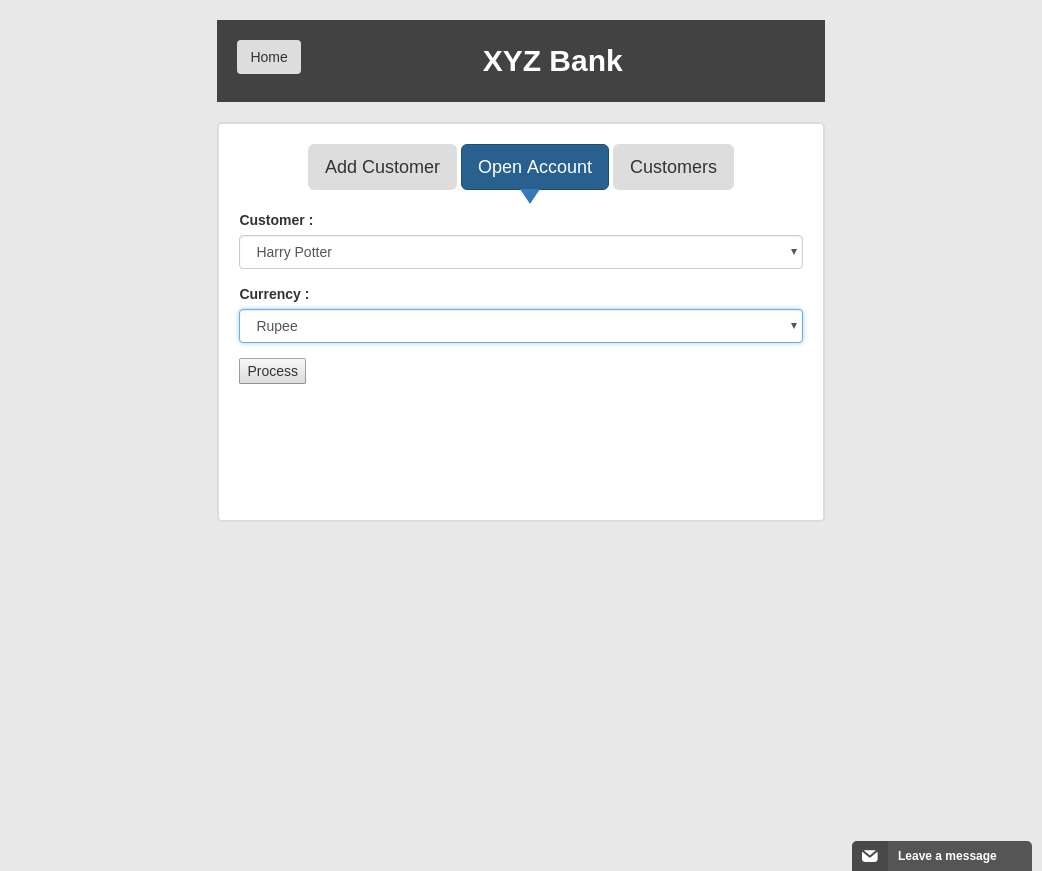 Home
XYZ Bank
Add Customer
Open Account
Customers
Customer :
Harry Potter
Currency :
Rupee
Process
Leave a message